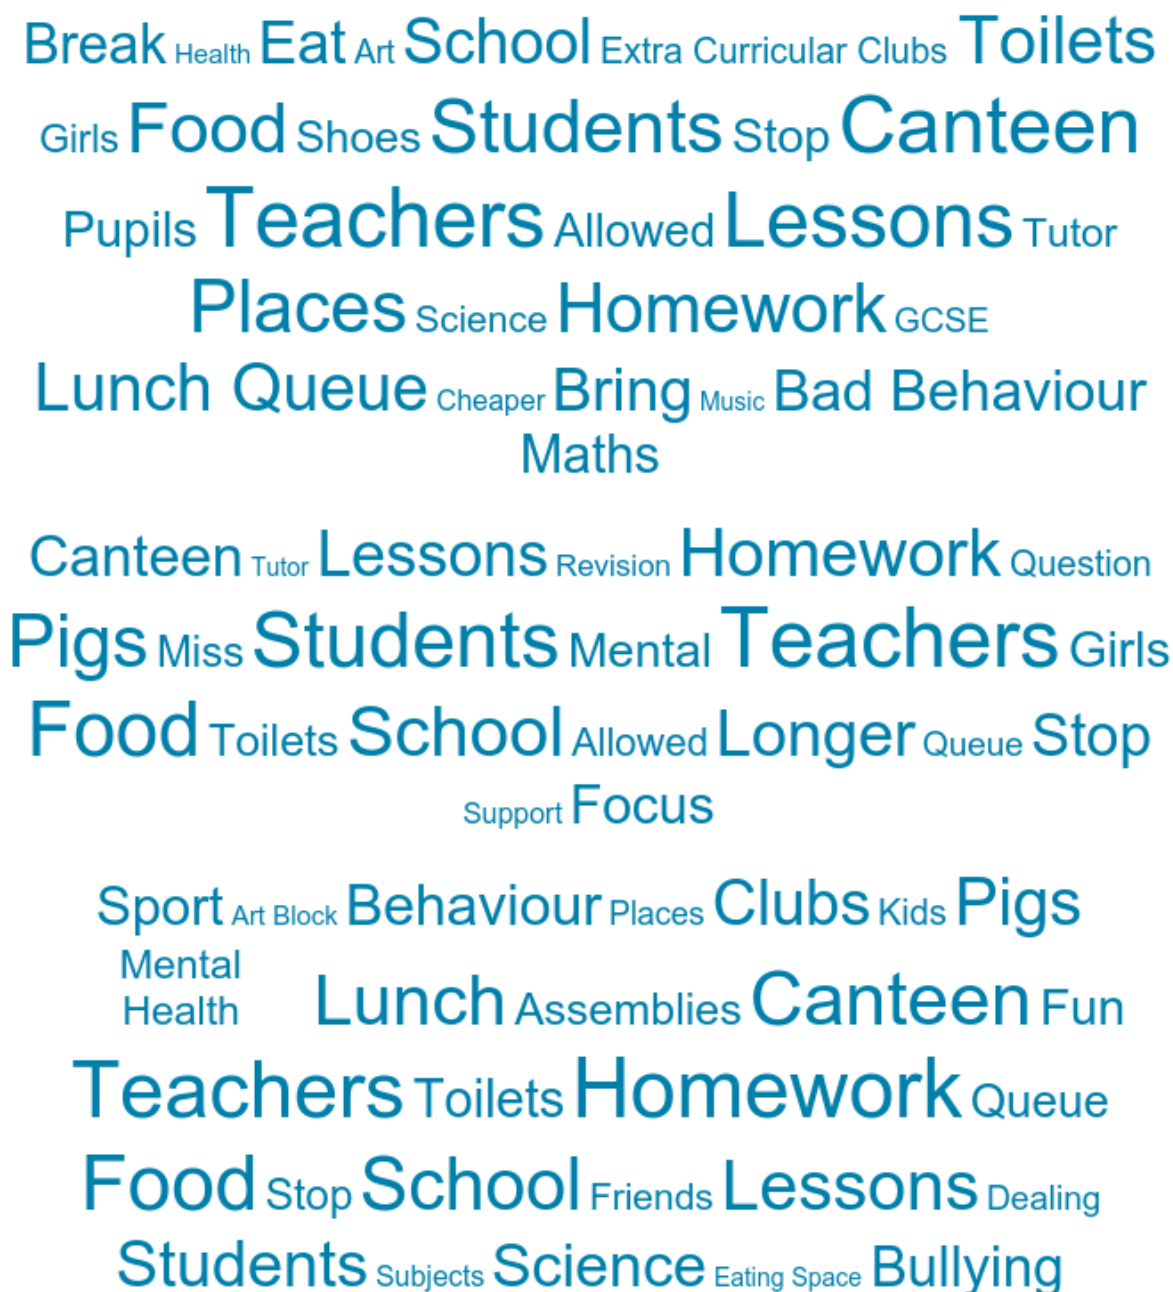 Break Health Eat Art School Extra Curricular Clubs Toilets
Girls Food Shoes Students Stop Canteen
Pupils Teachers Allowed Lessons Tutor
Places Science Homework GCSE
Lunch Queue Cheaper Bring Music Bad Behaviour
Maths
Canteen Tutor Lessons Revision Homework Question
Pigs Miss Students Mental Teachers Girls
Food Toilets School Allowed Longer Queue Stop
Support Focus
Sport Art Block Behaviour Places Clubs Kids Pigs
Mental
Health Lunch Assemblies Canteen Fun
Teachers Toilets Homework Queue
Food Stop School Friends Lessons Dealing
Students Subjects Science Eating Space Bullying